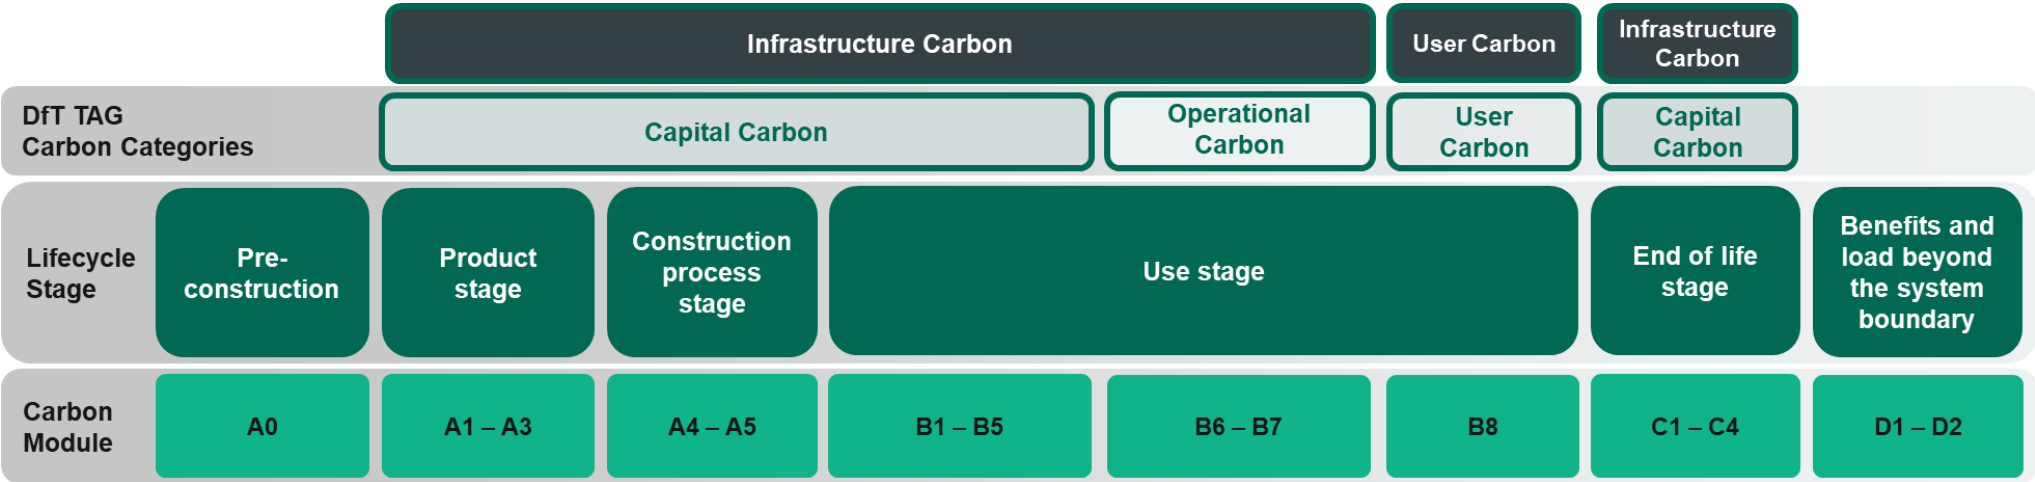 Infrastructure Carbon
User Carbon
Infrastructure
Carbon
DfT TAG
Carbon Categories
Capital Carbon
Operational
Carbon
User
Carbon
Capital
Carbon
Lifecycle
Stage
Pre-
construction
Product
stage
Construction
process
stage
Use stage
End of life
stage
Benefits and
load beyond
the system
boundary
Carbon
Module
A0
A1 – A3
A4 – A5
B1 – B5
B6 – B7
B8
C1 – C4
D1 – D2